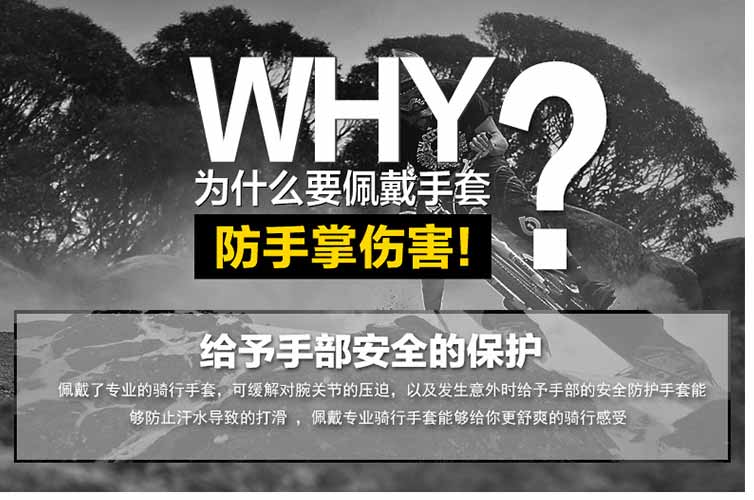 WHY?
为什么要佩戴手套
防手掌伤害!
给予手部安全的保护
佩戴了专业的骑行手套，可缓解对腕关节的压迫，以及发生意外时给予手部的安全防护手套能
够防止汗水导致的打滑 ，佩戴专业骑行手套能够给你更舒爽的骑行感受